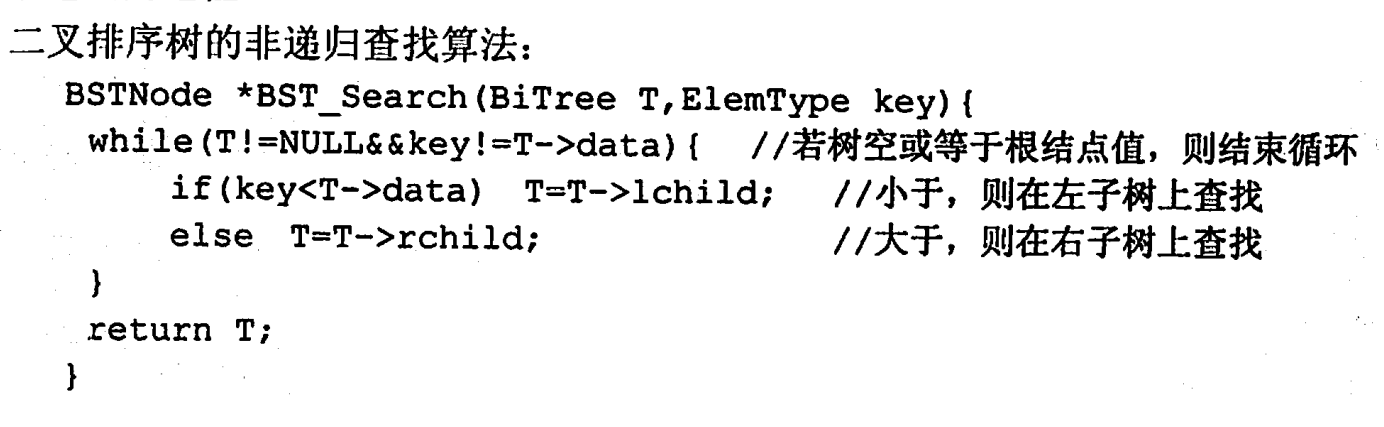 二叉排序树的非递归查找算法：
BSTNode *BST_Search(BiTree T,ElemType key){
while(T!=NULL&&key!=T->data){ //若树空或等于根结点值，则结束循环
if(key<T->data) T=T->lchild; //小于，则在左子树上查找
else T=T->rchild; //大于，则在右子树上查找
}
return T;
}